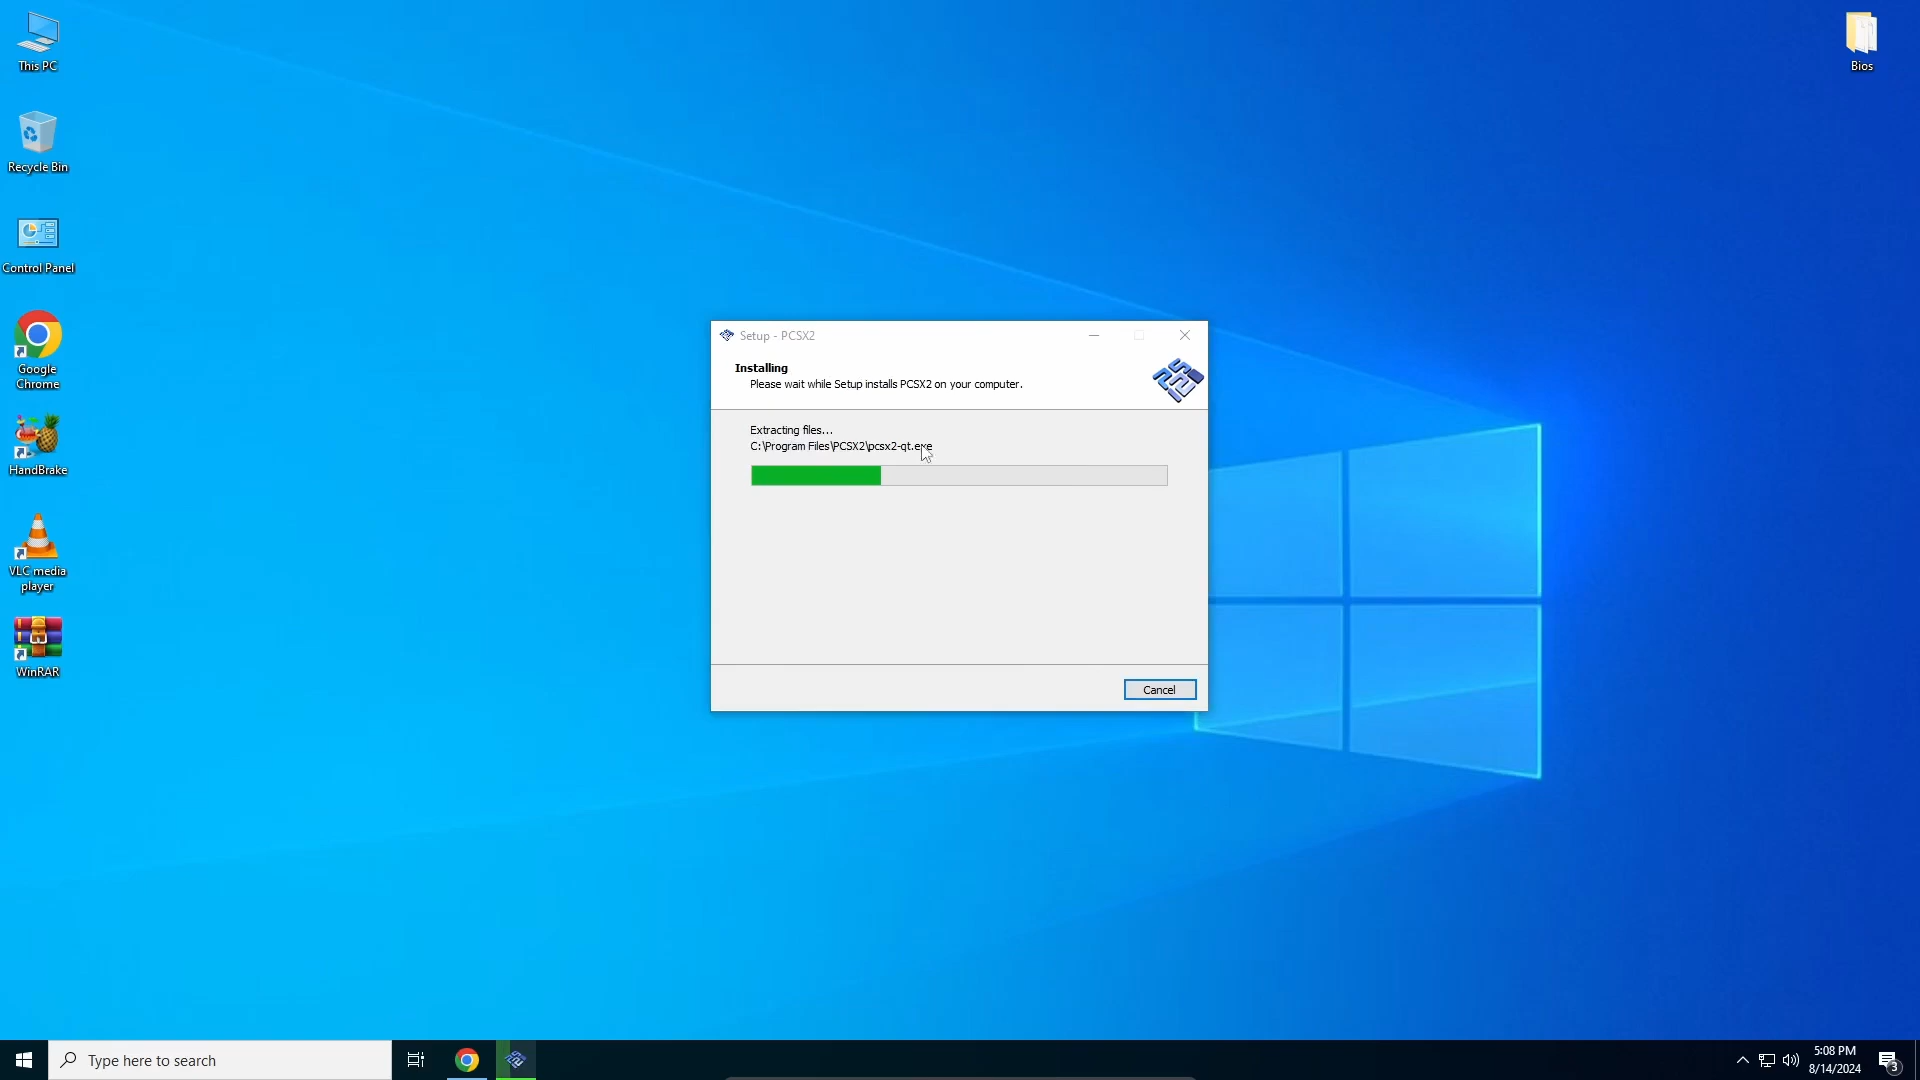 This PC
Recycle Bin
Control Panel
Google
Chrome
HandBrake
VLC media
player
WinRAR
Bios
Setup - PCSX2
Installing
Please wait while Setup installs PCSX2 on your computer.
Extracting files...
C:\Program Files\PCSX2\pcsx2-qt.exe
Cancel
Type here to search
5:08 PM
8/14/2024
3